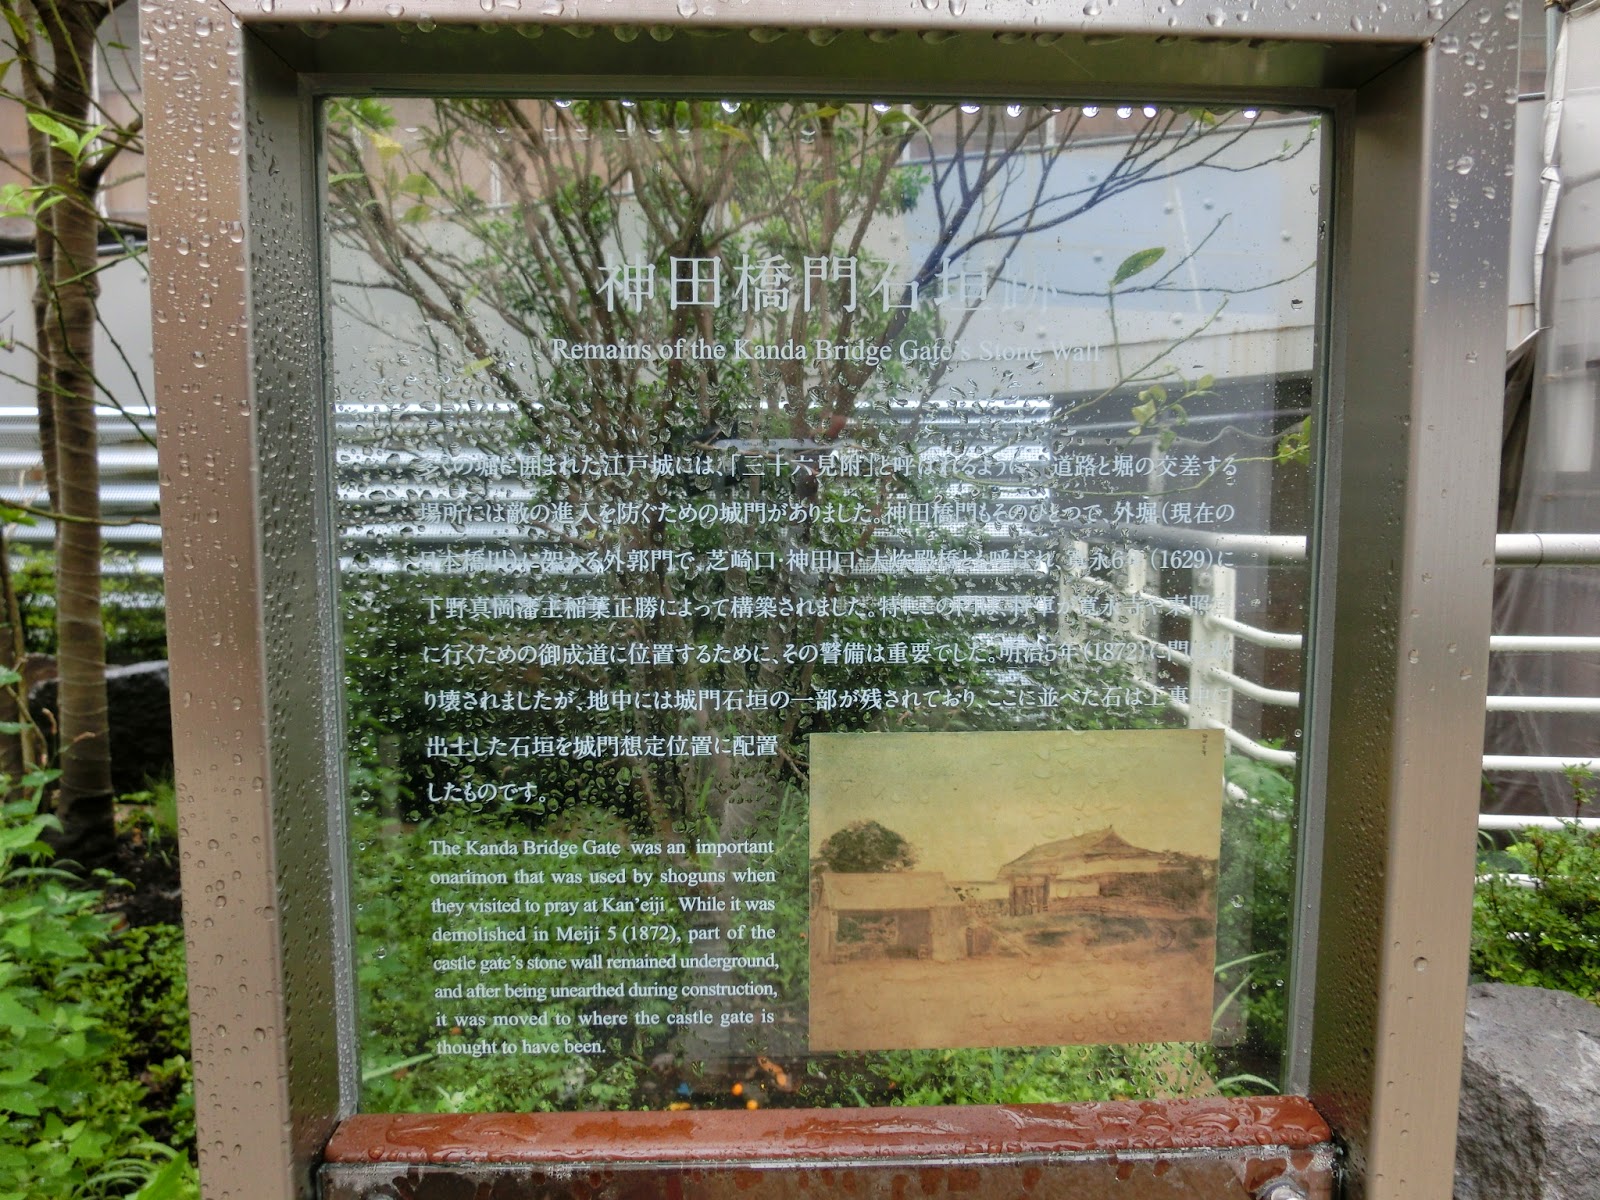 神田橋門石垣跡
Remains of the Kanda Bridge Gate's Stone Wall
多くの堀に囲まれた江戸城には、「三十六見附」と呼ばれるように、道路と堀の交差する
場所には敵の進入を防ぐための城門がありました。神田橋門もそのひとつで、外堀（現在の
日本橋川）に架かる外郭門で、芝崎口・神田口・大炊殿橋とも呼ばれ、寛永6年（1629）に
下野真岡藩主稲葉正勝によって構築されました。特にこの門は、将軍が寛永寺や東照
に行くための御成道に位置するために、その警備は重要でした。明治5年（1872）に門は
り壊されましたが、地中には城門石垣の一部が残されており、ここに並べた石は工事中に
出土した石垣を城門想定位置に配置
したものです。
The Kanda Bridge Gate was an important
onarimon that was used by shoguns when
they visited to pray at Kan'eiji . While it was
demolished in Meiji 5 (1872), part of the
castle gate's stone wall remained underground,
and after being unearthed during construction,
it was moved to where the castle gate is
thought to have been.